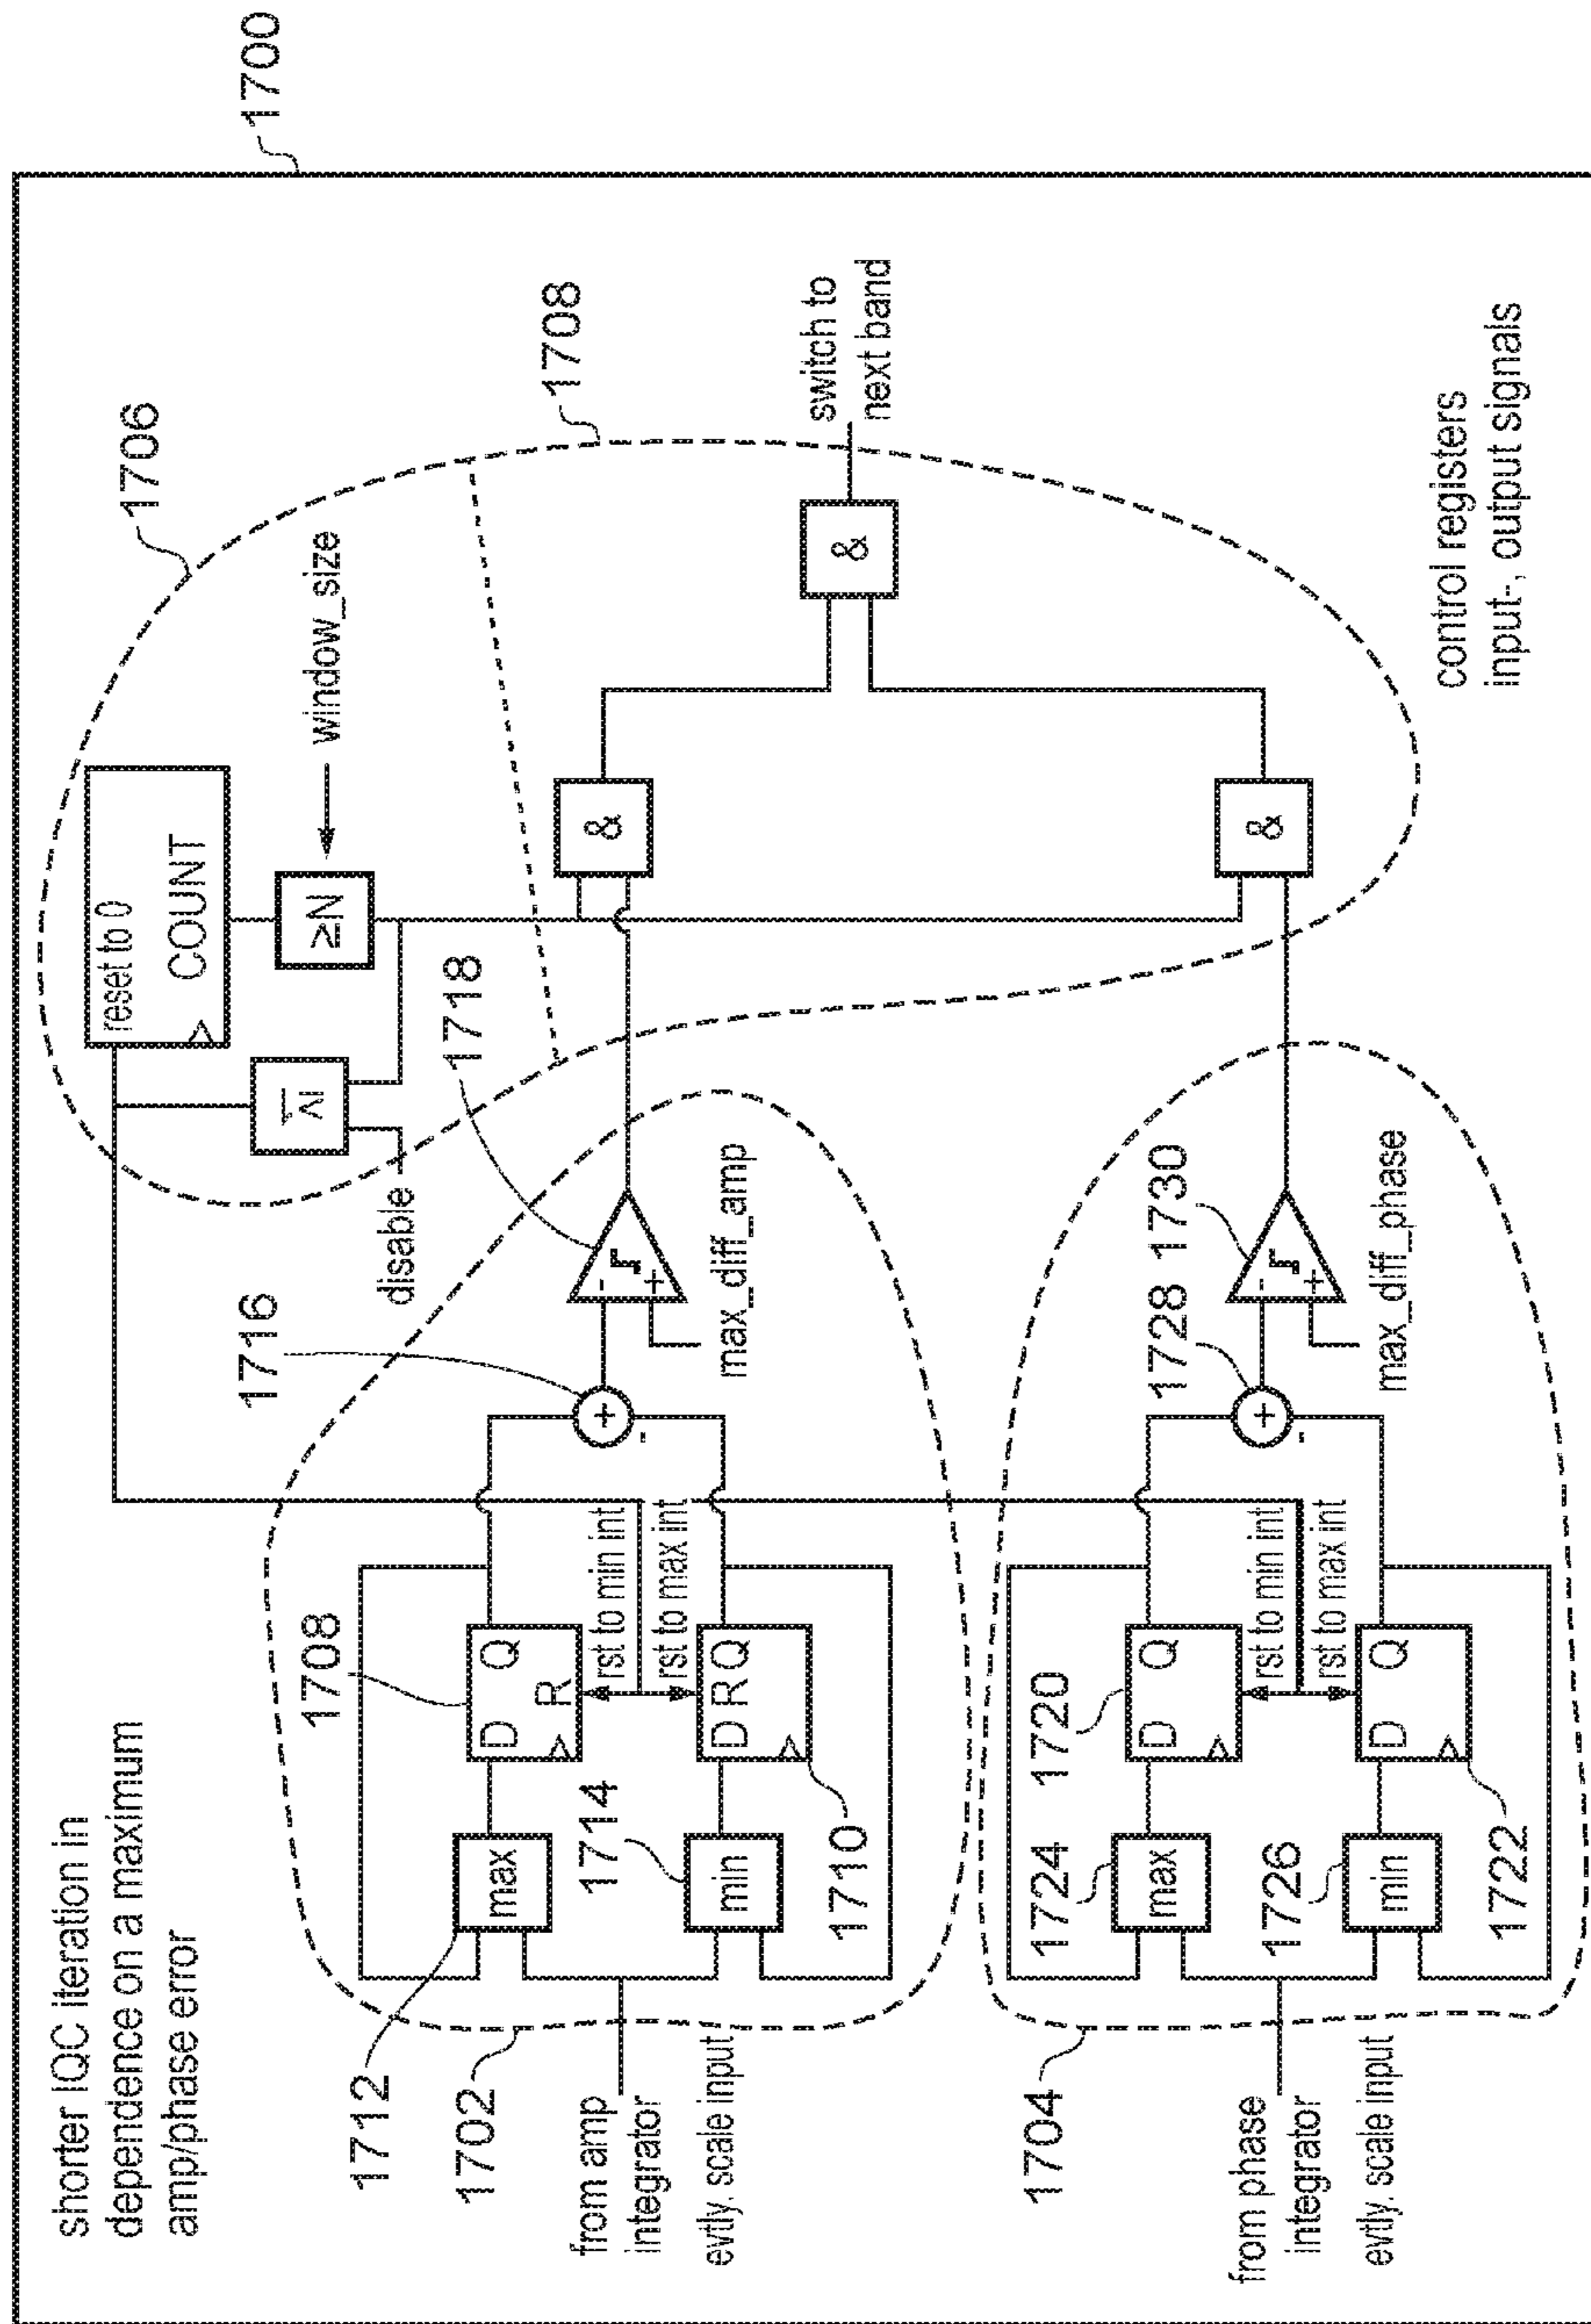 1700
shorter IQC iteration in
dependence on a maximum
amp/phase error
1706
1708
reset to 0
COUNT
≥N
window_size
≥1
disable
1716
1718
1708
D
Q
R
rst to min int
rst to max int
D R Q
1710
1712
max
1714
min
1702
from amp
integrator
evtly. scale input
+
-
-
+
max_diff_amp
&
&
&
switch to
next band
1704
from phase
integrator
evtly. scale input
1724
max
1726
min
1720
D
Q
rst to min int
rst to max int
D
Q
1722
1728
+
-
1730
-
+
max_diff_phase
control registers
input-, output signals